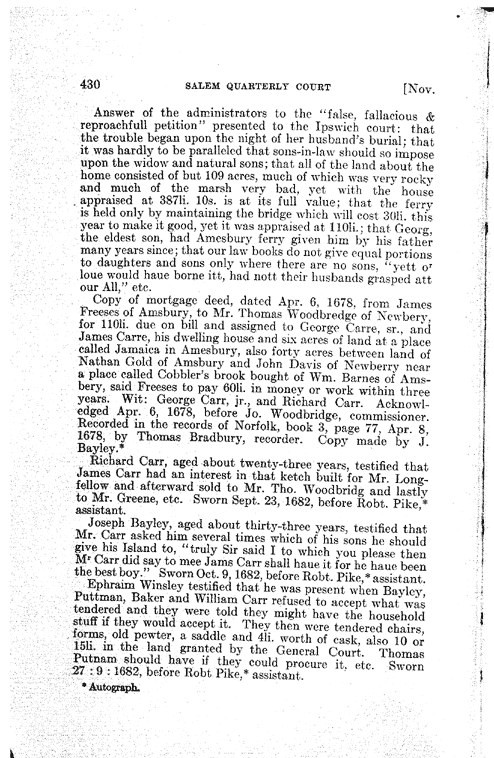 430 SALEM QUARTERLY COURT [Nov.
Answer of the administrators to the "false, fallacious &
reproachfull petition" presented to the Ipswich court: that
the trouble began upon the night of her husband's burial; that
it was hardly to be paralleled that sons-in-law should so impose
upon the widow and natural sons; that all of the land about the
home consisted of but 109 acres, much of which was very rocky
and much of the marsh very bad, yet with the house
appraised at 387li. 10s. is at its full value; that the ferry
is held only by maintaining the bridge which will cost 30li. this
year to make it good, yet it was appraised at 110li.; that Georg,
the eldest son, had Amesbury ferry given him by his father
many years since; that our law books do not give equal portions
to daughters and sons only where there are no sons, "yett or
loue would haue borne itt, had nott their husbands grasped att
our All," etc.
Copy of mortgage deed, dated Apr. 6, 1678, from James
Freeses of Amsbury, to Mr. Thomas Woodbredge of Newbery,
for 110li. due on bill and assigned to George Carre, sr., and
James Carre, his dwelling house and six acres of land at a place
called Jamaica in Amesbury, also forty acres between land of
Nathan Gold of Amsbury and John Davis of Newberry near
a place called Cobbler's brook bought of Wm. Barnes of Ams-
bery, said Freeses to pay 60li. in money or work within three
years. Wit: George Carr, jr., and Richard Carr. Acknowl-
edged Apr. 6, 1678, before Jo. Woodbridge, commissioner.
Recorded in the records of Norfolk, book 3, page 77, Apr. 8,
1678, by Thomas Bradbury, recorder. Copy made by J.
Bayley.*
Richard Carr, aged about twenty-three years, testified that
James Carr had an interest in that ketch built for Mr. Long-
fellow and afterward sold to Mr. Tho. Woodbridg and lastly
to Mr. Greene, etc. Sworn Sept. 23, 1682, before Robt. Pike,*
assistant.
Joseph Bayley, aged about thirty-three years, testified that
Mr. Carr asked him several times which of his sons he should
give his Island to, "truly Sir said I to which you please then
Mr Carr did say to mee Jams Carr shall haue it for he haue been
the best boy." Sworn Oct. 9, 1682, before Robt. Pike,* assistant.
Ephraim Winsley testified that he was present when Bayley,
Puttman, Baker and William Carr refused to accept what was
tendered and they were told they might have the household
stuff if they would accept it. They then were tendered chairs,
forms, old pewter, a saddle and 4li. worth of cask, also 10 or
15li. in the land granted by the General Court. Thomas
Putnam should have if they could procure it, etc. Sworn
27 : 9 : 1682, before Robt Pike,* assistant.
* Autograph.